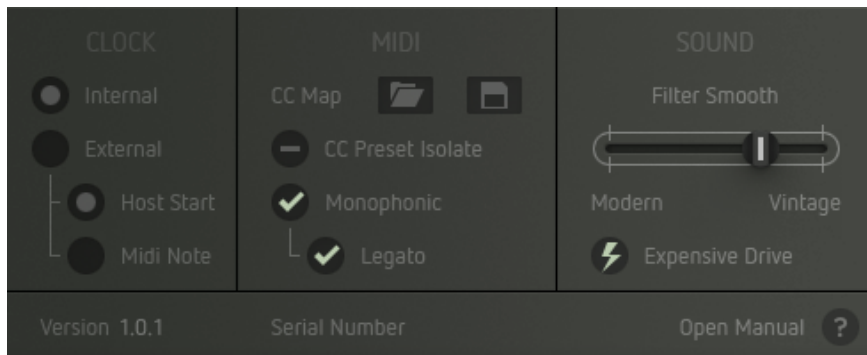 CLOCK
Internal
External
Host Start
Midi Note
MIDI
CC Map
CC Preset Isolate
Monophonic
Legato
SOUND
Filter Smooth
Modern Vintage
Expensive Drive
Version 1.0.1 Serial Number Open Manual ?